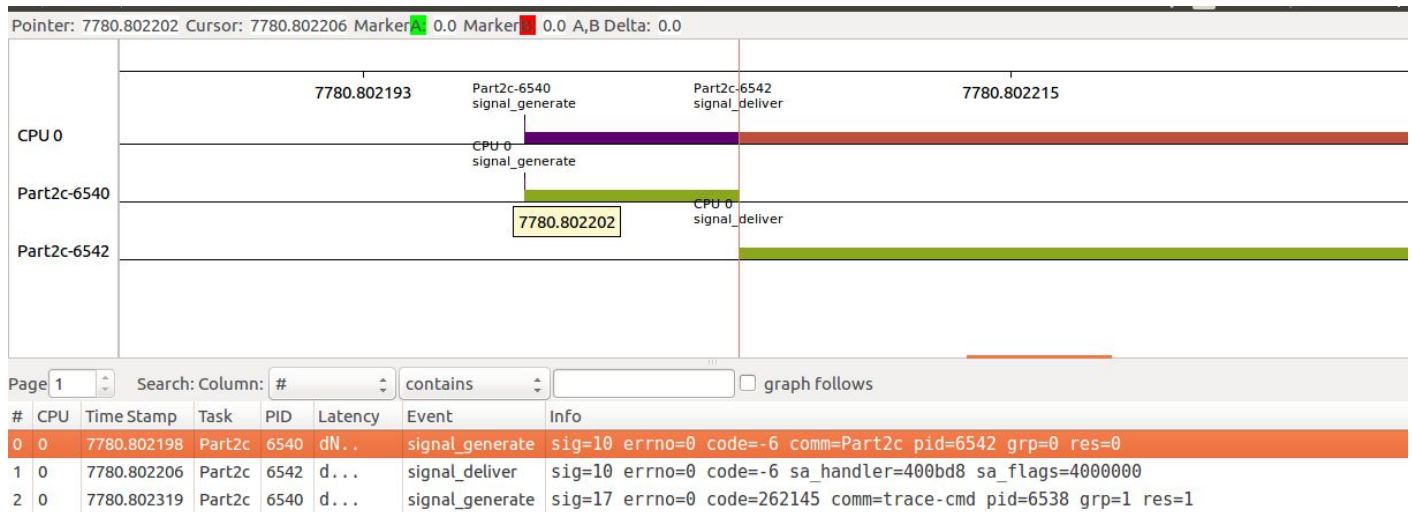 Pointer: 7780.802202 Cursor: 7780.802206 MarkerA: 0.0 Marker 0.0 A,B Delta: 0.0
7780.802193 7780.802215
Part2c-6540 Part2c-6542
signal_generate signal_deliver
CPU 0
CPU 0
signal_generate
Part2c-6540
CPU 0
signal_deliver
7780.802202
Part2c-6542
Page 1 Search: Column: # contains graph follows
# CPU Time Stamp Task PID Latency Event Info
0 0 7780.802198 Part2c 6540 dN.. signal_generate sig=10 errno=0 code=-6 comm=Part2c pid=6542 grp=0 res=0
1 0 7780.802206 Part2c 6542 d... signal_deliver sig=10 errno=0 code=-6 sa_handler=400bd8 sa_flags=4000000
2 0 7780.802319 Part2c 6540 d... signal_generate sig=17 errno=0 code=262145 comm=trace-cmd pid=6538 grp=1 res=1